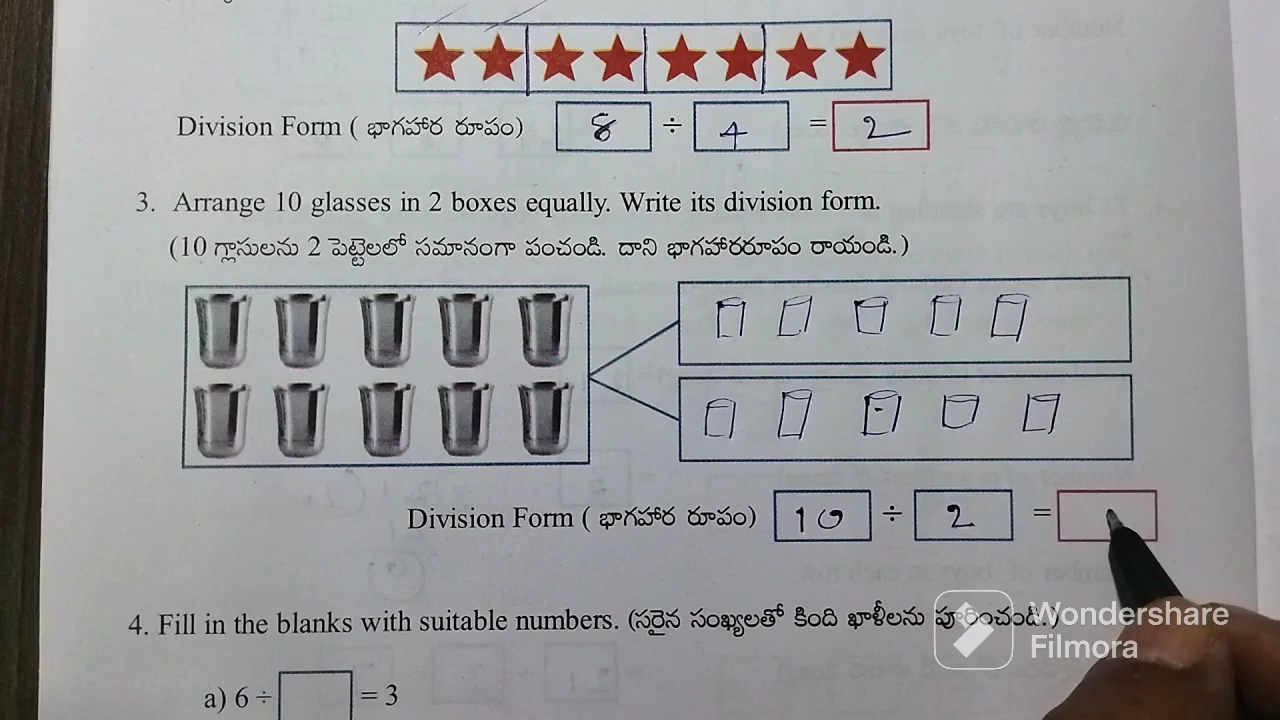 Division Form ( భాగహార రూపం) 8 ÷ 4 = 2
3. Arrange 10 glasses in 2 boxes equally. Write its division form.
(10 గ్లాసులను 2 పెట్టెలలో సమానంగా పంచండి. దాని భాగహారరూపం రాయండి.)
Division Form ( భాగహార రూపం) 10 ÷ 2 =
4. Fill in the blanks with suitable numbers. (సరైన సంఖ్యలతో కింది ఖాళీలను పూరించండి.)
Wondershare
Filmora
a) 6 ÷ = 3